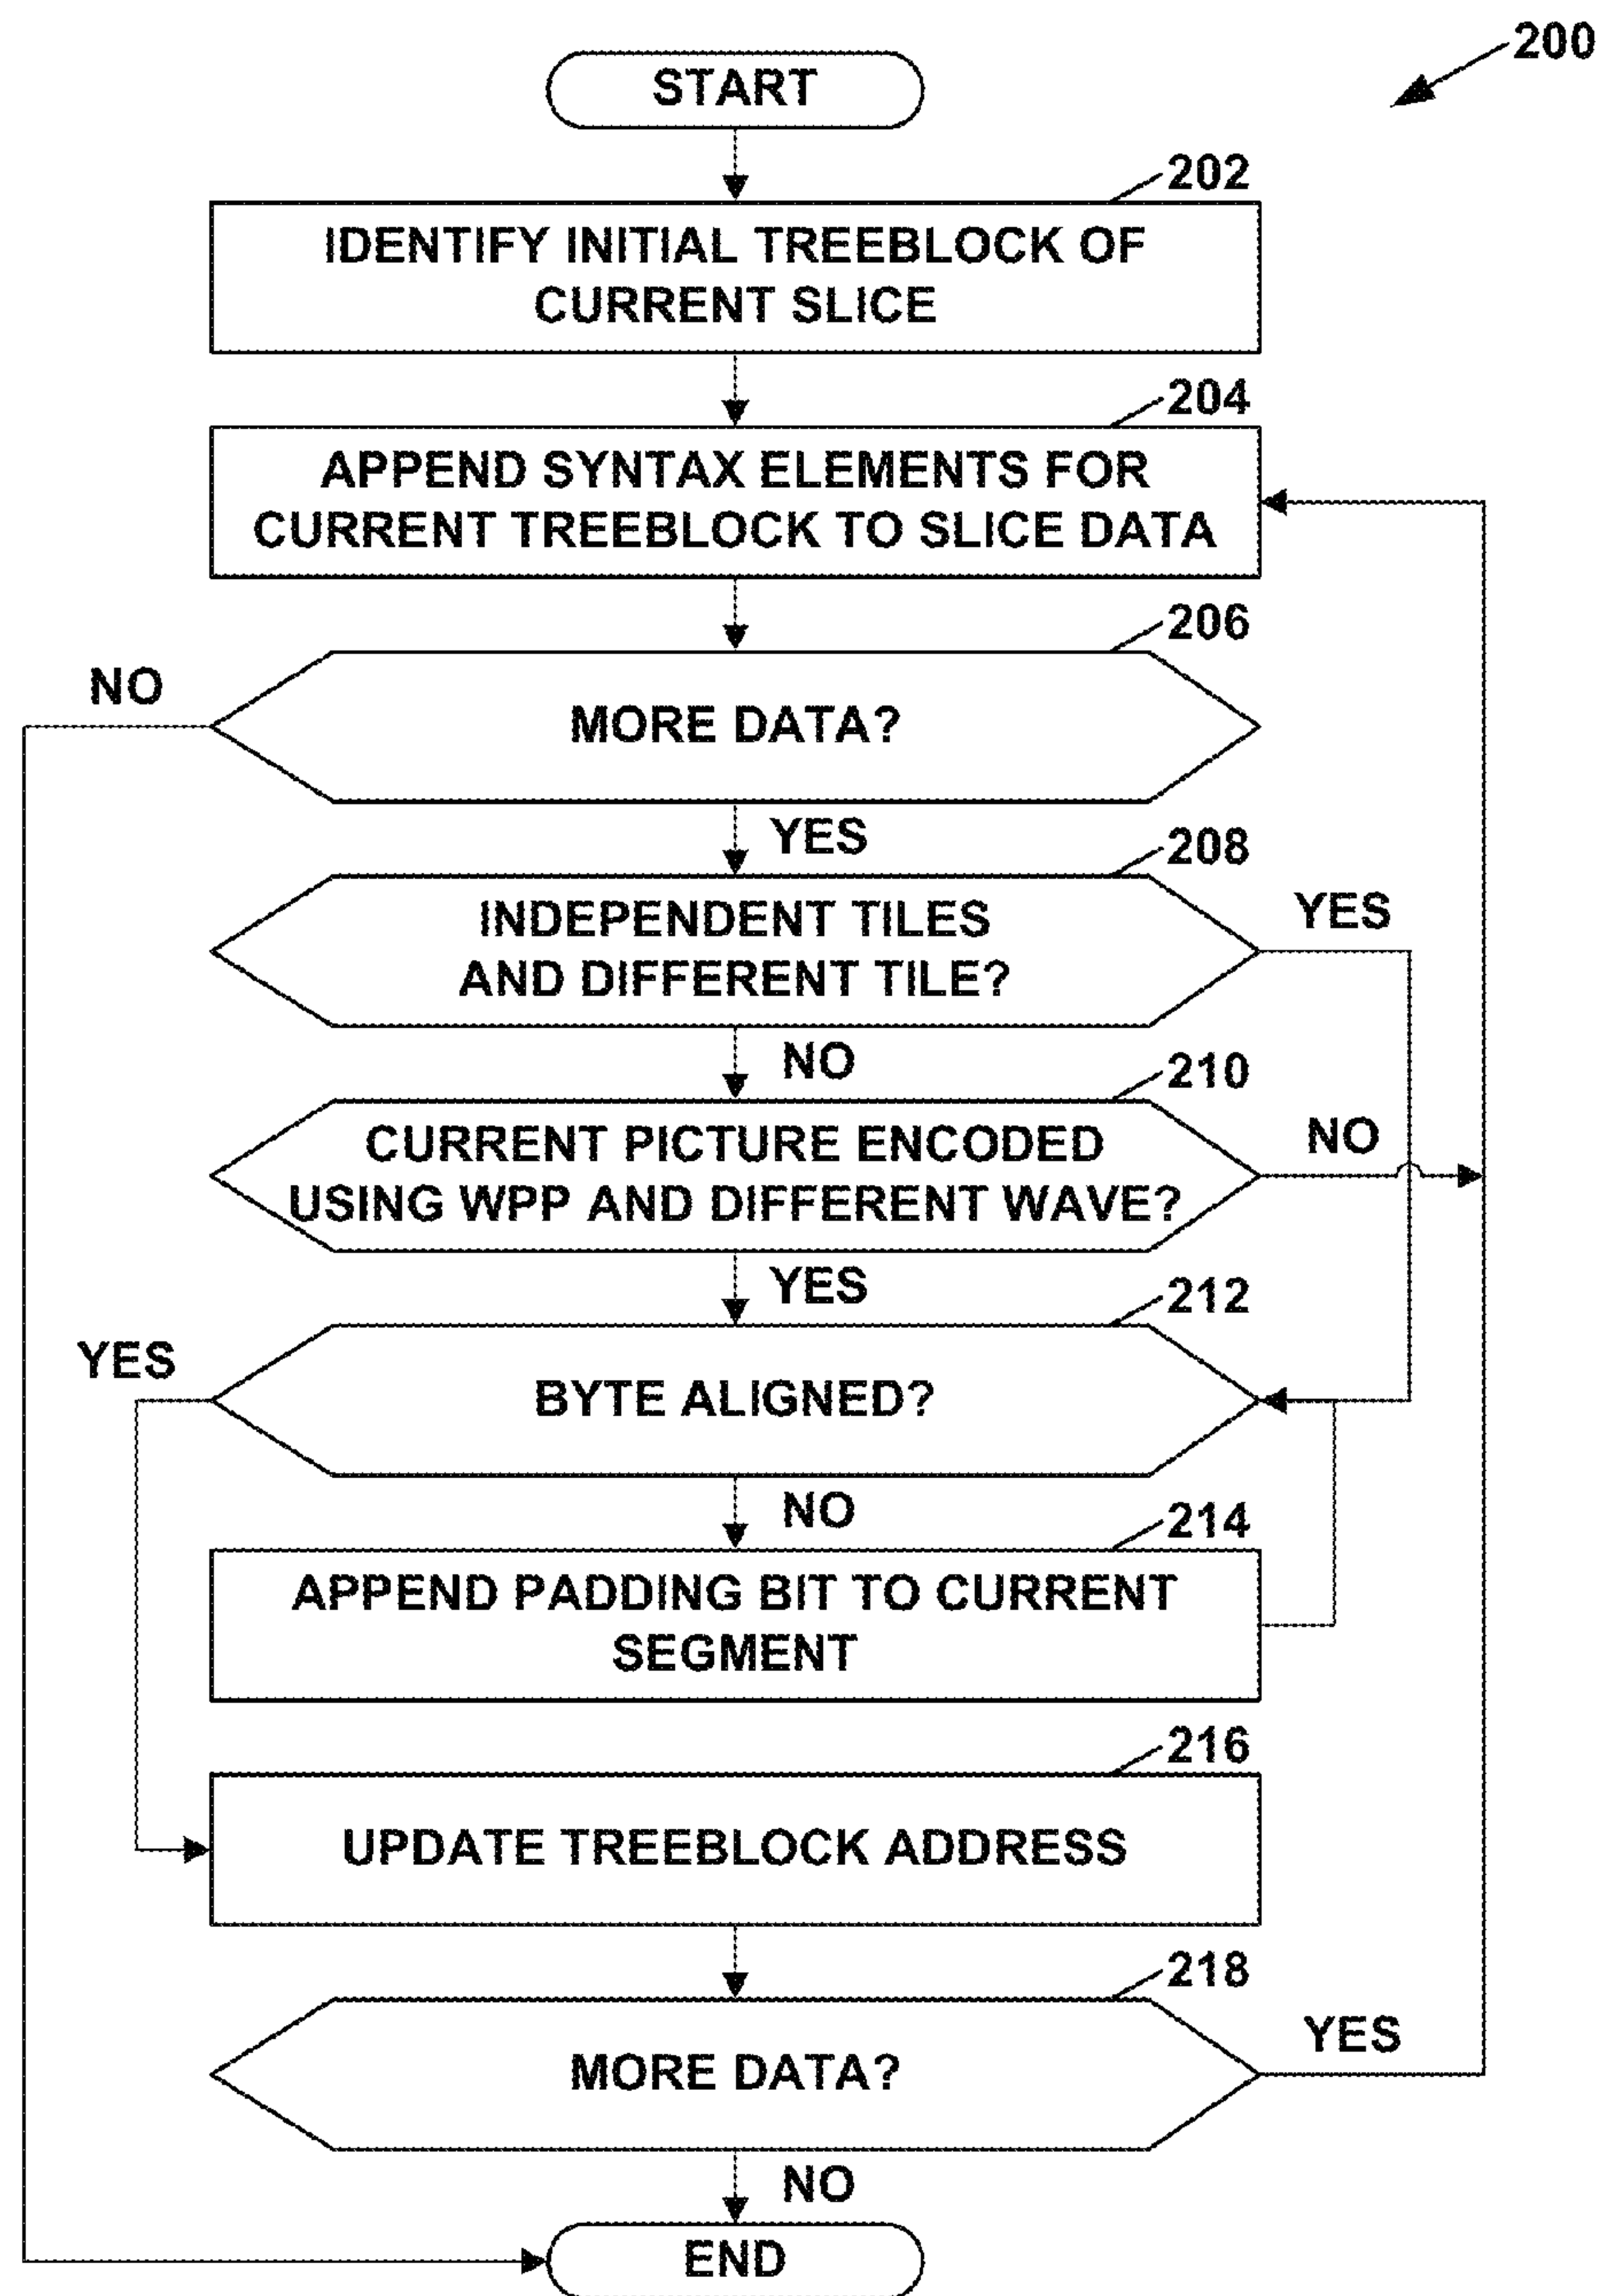 200
START
202
IDENTIFY INITIAL TREEBLOCK OF
CURRENT SLICE
204
APPEND SYNTAX ELEMENTS FOR
CURRENT TREEBLOCK TO SLICE DATA
206
NO
MORE DATA?
YES
208
INDEPENDENT TILES
AND DIFFERENT TILE?
YES
NO
210
CURRENT PICTURE ENCODED
USING WPP AND DIFFERENT WAVE?
NO
YES
212
YES
BYTE ALIGNED?
NO
214
APPEND PADDING BIT TO CURRENT
SEGMENT
216
UPDATE TREEBLOCK ADDRESS
218
MORE DATA?
YES
NO
END